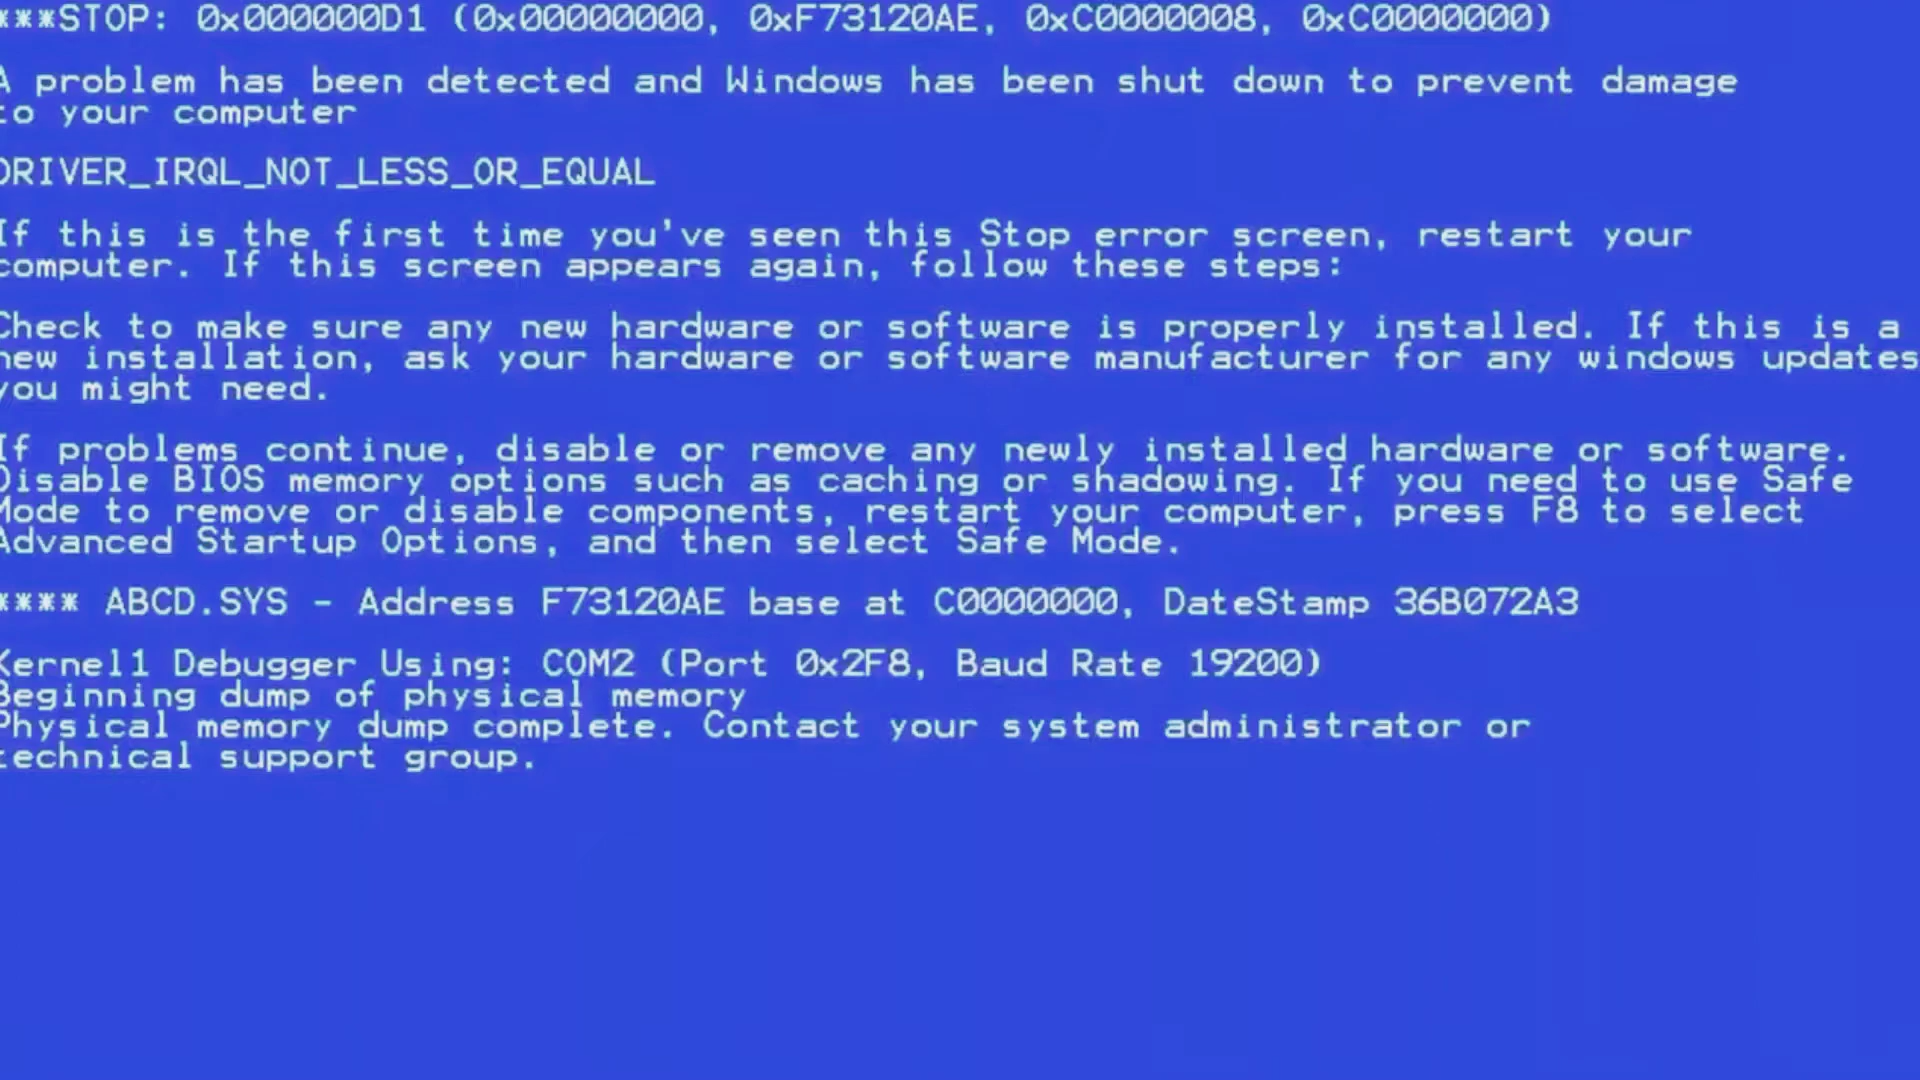 ***STOP: 0x000000D1 (0x00000000, 0xF73120AE, 0xC0000008, 0xC0000000)
A problem has been detected and Windows has been shut down to prevent damage
to your computer
DRIVER_IRQL_NOT_LESS_OR_EQUAL
If this is the first time you've seen this Stop error screen, restart your
computer. If this screen appears again, follow these steps:
Check to make sure any new hardware or software is properly installed. If this is a
new installation, ask your hardware or software manufacturer for any windows updates
you might need.
If problems continue, disable or remove any newly installed hardware or software.
Disable BIOS memory options such as caching or shadowing. If you need to use Safe
Mode to remove or disable components, restart your computer, press F8 to select
Advanced Startup Options, and then select Safe Mode.
**** ABCD.SYS - Address F73120AE base at C0000000, DateStamp 36B072A3
Kernel1 Debugger Using: COM2 (Port 0x2F8, Baud Rate 19200)
Beginning dump of physical memory
Physical memory dump complete. Contact your system administrator or
technical support group.